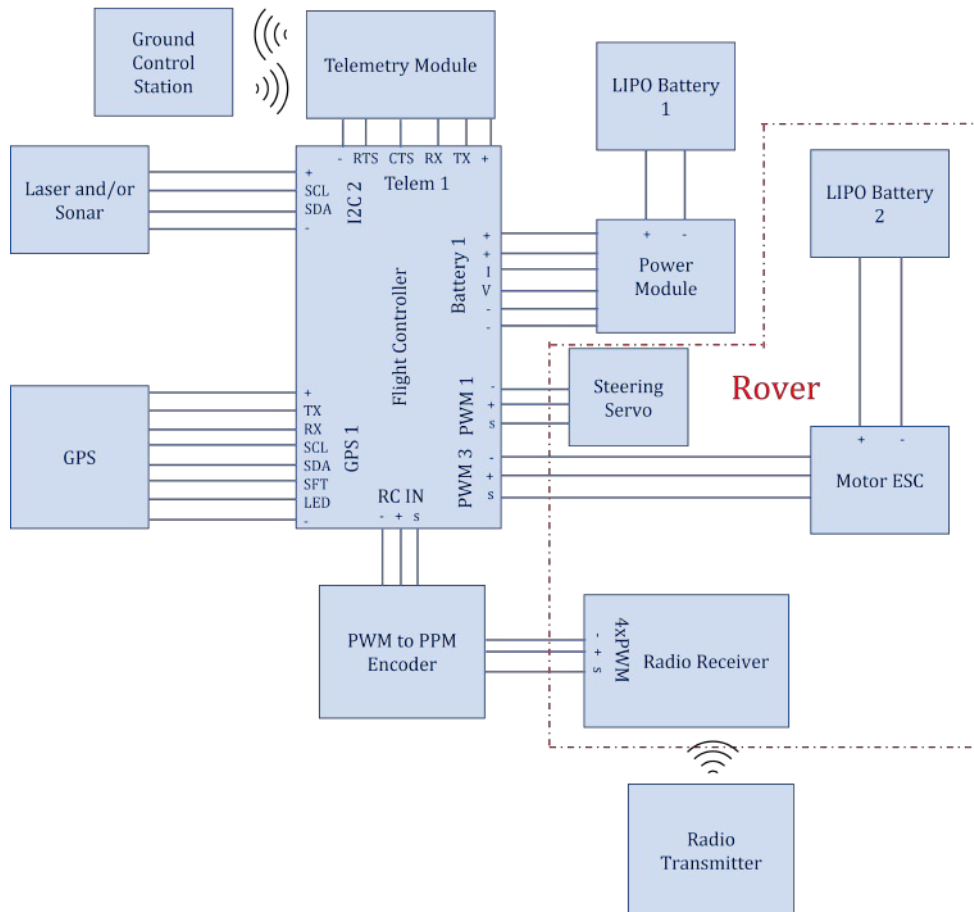 Ground
Control
Station
Telemetry Module
LIPO Battery
1
- RTS CTS RX TX +
Telem 1
Laser and/or
Sonar
+
SCL
SDA
-
I2C 2
Battery 1
+
+
I
V
-
-
+ -
Power
Module
LIPO Battery
2
Flight Controller
Rover
Steering
Servo
PWM 1
-
+
s
GPS
+
TX
RX
SCL
SDA
SFT
LED
-
GPS 1
PWM 3
-
+
s
+ -
Motor ESC
RC IN
- + s
PWM to PPM
Encoder
- + s
4xPWM
Radio Receiver
Radio
Transmitter